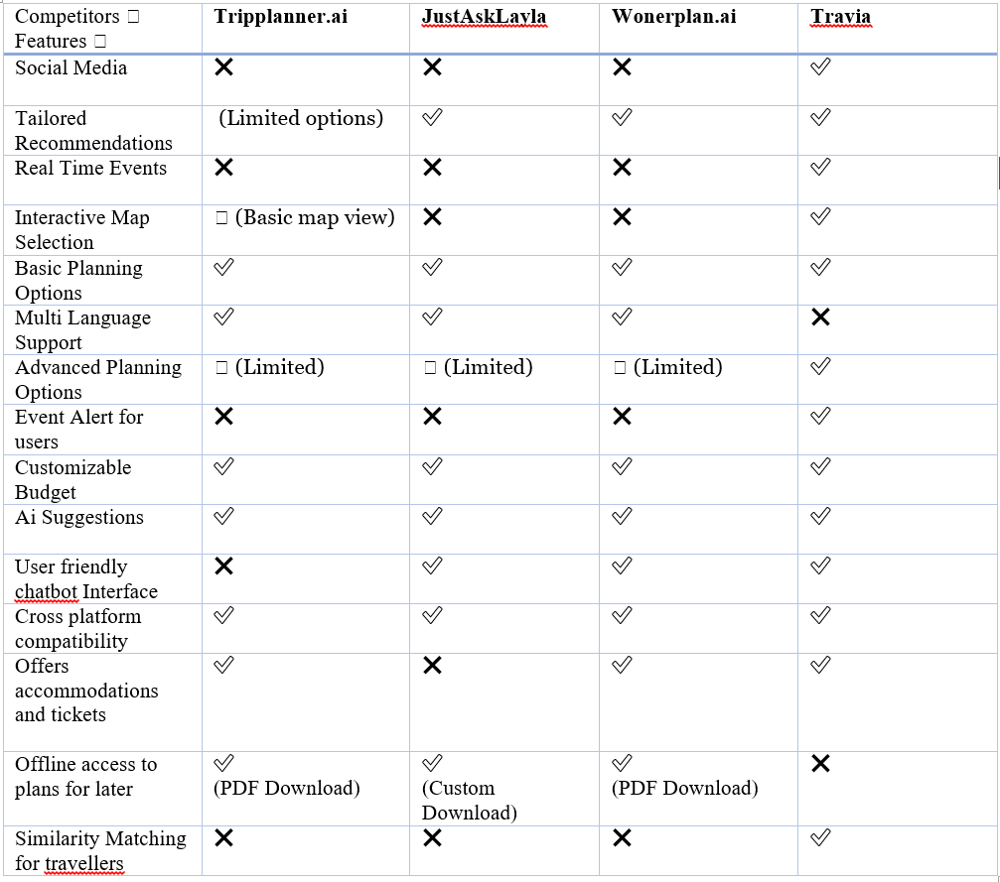 Competitors □ Tripplanner.ai JustAskLayla Wonerplan.ai Travia
Features □
Social Media ❌ ❌ ❌ ✅
Tailored (Limited options) ✅ ✅ ✅
Recommendations
Real Time Events ❌ ❌ ❌ ✅
Interactive Map □ (Basic map view) ❌ ❌ ✅
Selection
Basic Planning ✅ ✅ ✅ ✅
Options
Multi Language ✅ ✅ ✅ ❌
Support
Advanced Planning □ (Limited) □ (Limited) □ (Limited) ✅
Options
Event Alert for ❌ ❌ ❌ ✅
users
Customizable ✅ ✅ ✅ ✅
Budget
Ai Suggestions ✅ ✅ ✅ ✅
User friendly ❌ ✅ ✅ ✅
chatbot Interface
Cross platform ✅ ✅ ✅ ✅
compatibility
Offers ✅ ❌ ✅ ✅
accommodations
and tickets
Offline access to ✅ ✅ ✅ ❌
plans for later (PDF Download) (Custom (PDF Download)
Download)
Similarity Matching ❌ ❌ ❌ ✅
for travellers